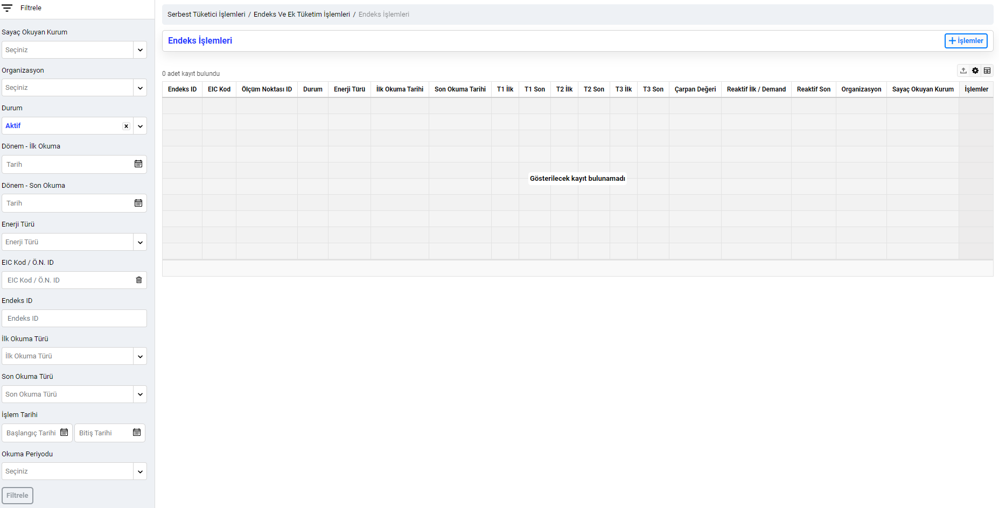 Filtrele
Sayaç Okuyan Kurum
Seçiniz
Organizasyon
Seçiniz
Durum
Aktif
Dönem - İlk Okuma
Tarih
Dönem - Son Okuma
Tarih
Enerji Türü
Enerji Türü
EIC Kod / Ö.N. ID
EIC Kod / Ö.N. ID
Endeks ID
Endeks ID
İlk Okuma Türü
İlk Okuma Türü
Son Okuma Türü
Son Okuma Türü
İşlem Tarihi
Başlangıç Tarihi Bitiş Tarihi
Okuma Periyodu
Seçiniz
Filtrele
Serbest Tüketici İşlemleri / Endeks Ve Ek Tüketim İşlemleri / Endeks İşlemleri
Endeks İşlemleri
+ İşlemler
0 adet kayıt bulundu
Endeks ID EIC Kod Ölçüm Noktası ID Durum Enerji Türü İlk Okuma Tarihi Son Okuma Tarihi T1 İlk T1 Son T2 İlk T2 Son T3 İlk T3 Son Çarpan Değeri Reaktif İlk / Demand Reaktif Son Organizasyon Sayaç Okuyan Kurum İşlemler
Gösterilecek kayıt bulunamadı